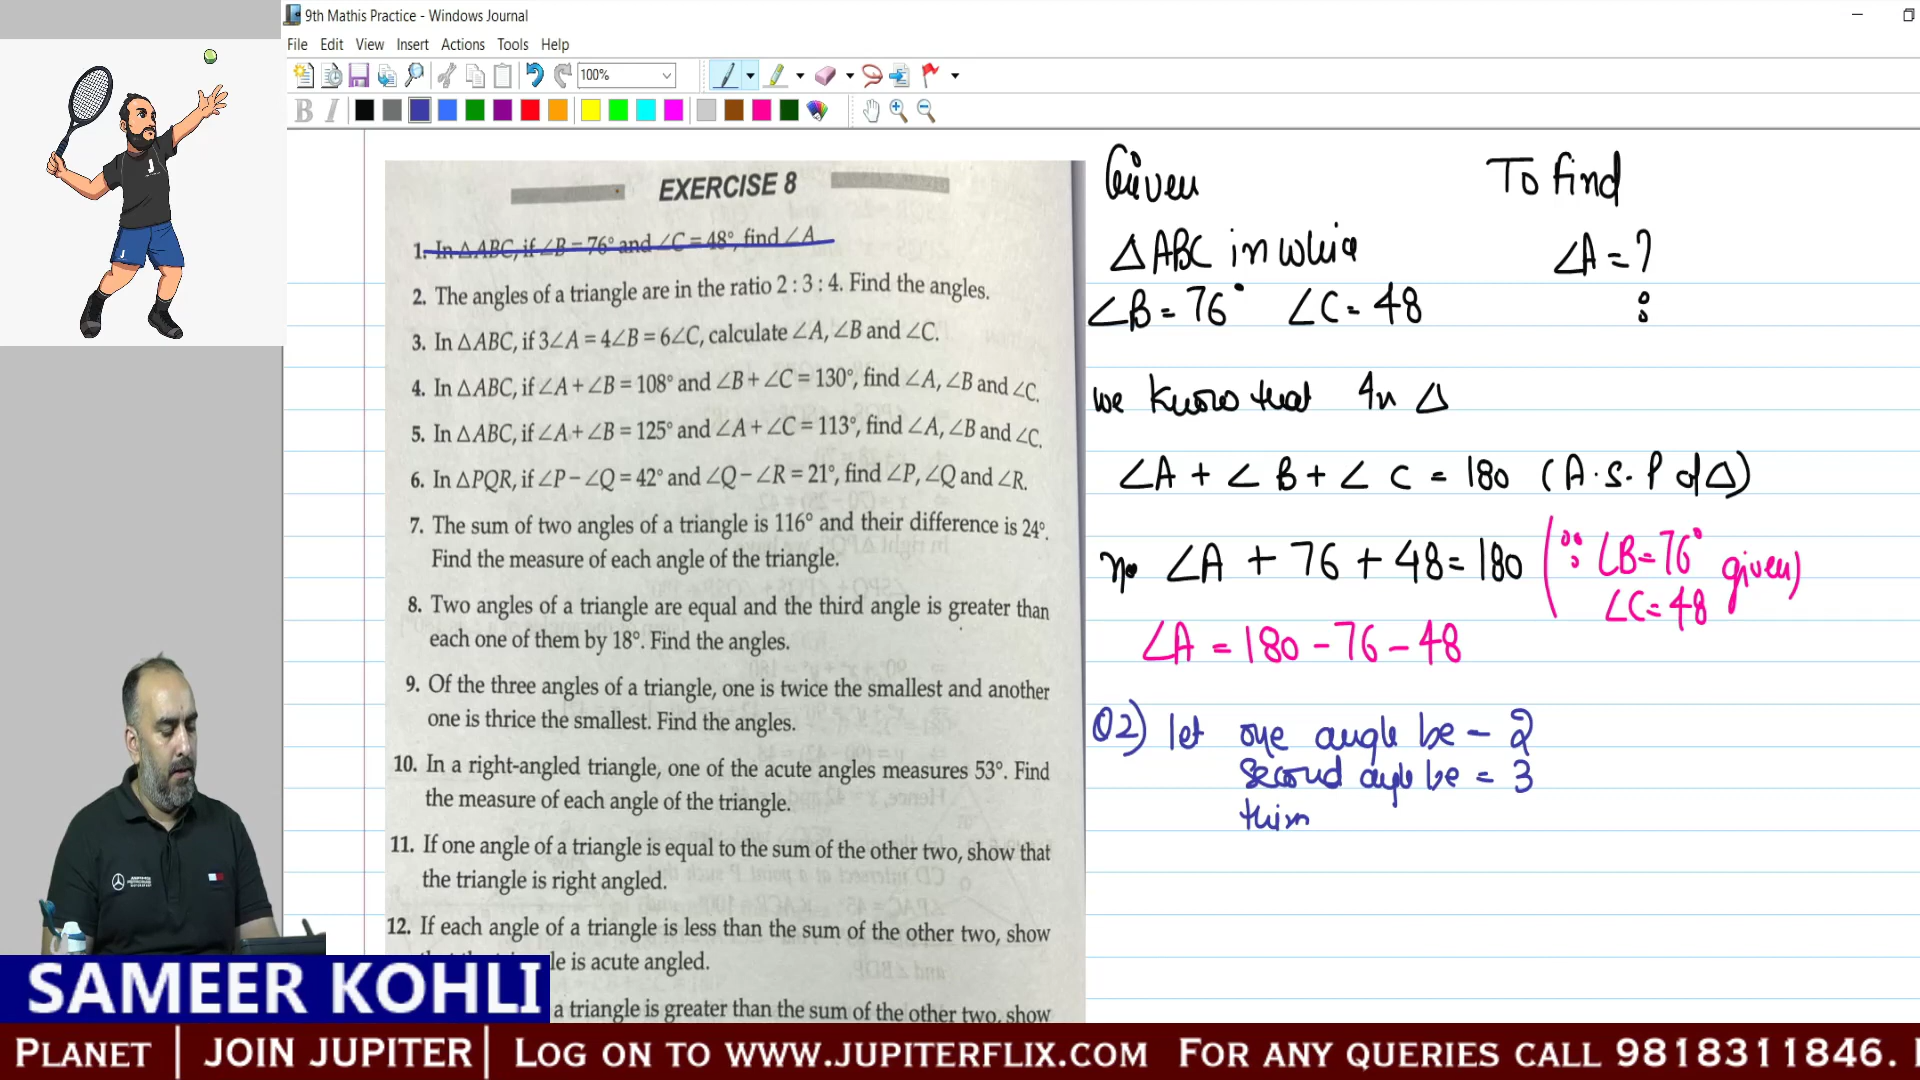 9th Mathis Practice - Windows Journal
File Edit View Insert Actions Tools Help
100%
B I
EXERCISE 8
1. In △ABC, if ∠B = 76° and ∠C = 48°, find ∠A.
2. The angles of a triangle are in the ratio 2 : 3 : 4. Find the angles.
3. In △ABC, if 3∠A = 4∠B = 6∠C, calculate ∠A, ∠B and ∠C.
4. In △ABC, if ∠A + ∠B = 108° and ∠B + ∠C = 130°, find ∠A, ∠B and ∠C.
5. In △ABC, if ∠A + ∠B = 125° and ∠A + ∠C = 113°, find ∠A, ∠B and ∠C.
6. In △PQR, if ∠P − ∠Q = 42° and ∠Q − ∠R = 21°, find ∠P, ∠Q and ∠R.
7. The sum of two angles of a triangle is 116° and their difference is 24°.
Find the measure of each angle of the triangle.
8. Two angles of a triangle are equal and the third angle is greater than
each one of them by 18°. Find the angles.
9. Of the three angles of a triangle, one is twice the smallest and another
one is thrice the smallest. Find the angles.
10. In a right-angled triangle, one of the acute angles measures 53°. Find
the measure of each angle of the triangle.
11. If one angle of a triangle is equal to the sum of the other two, show that
the triangle is right angled.
12. If each angle of a triangle is less than the sum of the other two, show
le is acute angled.
a triangle is greater than the sum of the other two, show
Given To find
△ABC in whic ∠A = ?
∠B = 76° ∠C = 48
we know that In △
∠A + ∠B + ∠C = 180 (A.S.P of △)
∠A + 76 + 48 = 180 (∵ ∠B = 76° given)
∠C = 48
∠A = 180 − 76 − 48
Q2) let one angle be − 2
second angle be = 3
thir
J
J
SAMEER KOHLI
PLANET | JOIN JUPITER | LOG ON TO WWW.JUPITERFLIX.COM FOR ANY QUERIES CALL 9818311846.